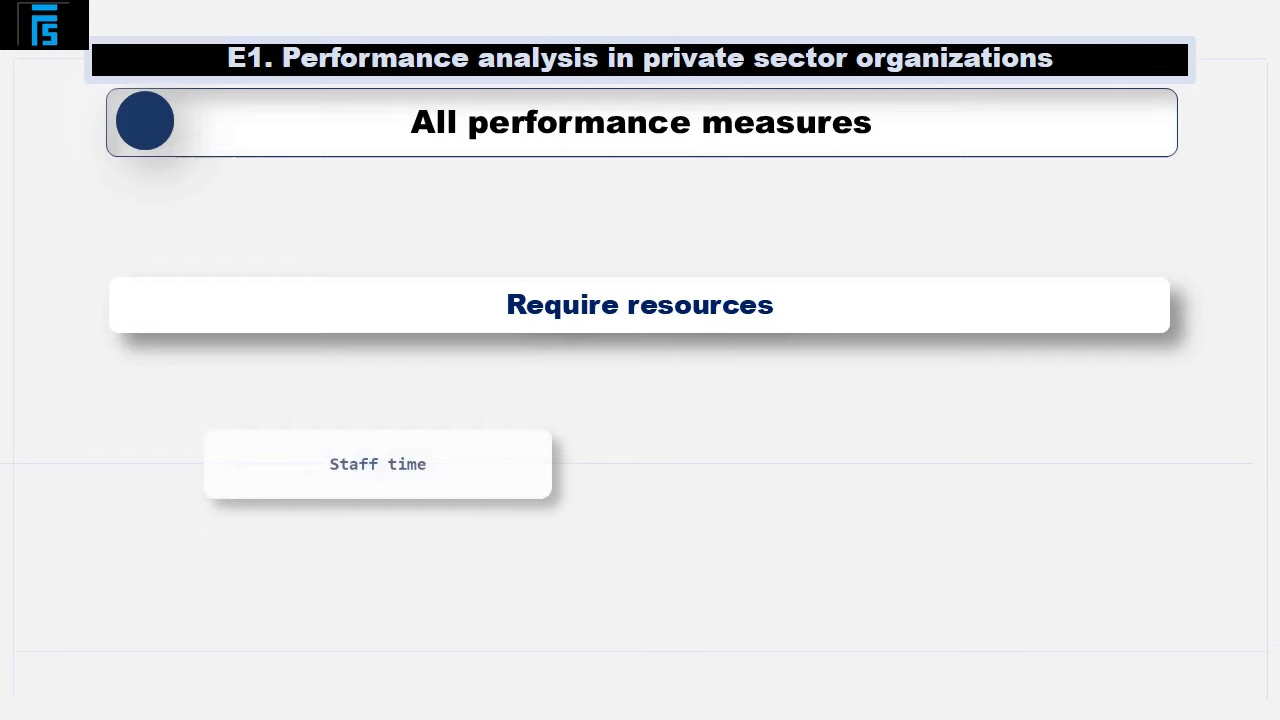 E1. Performance analysis in private sector organizations
All performance measures
Require resources
Staff time